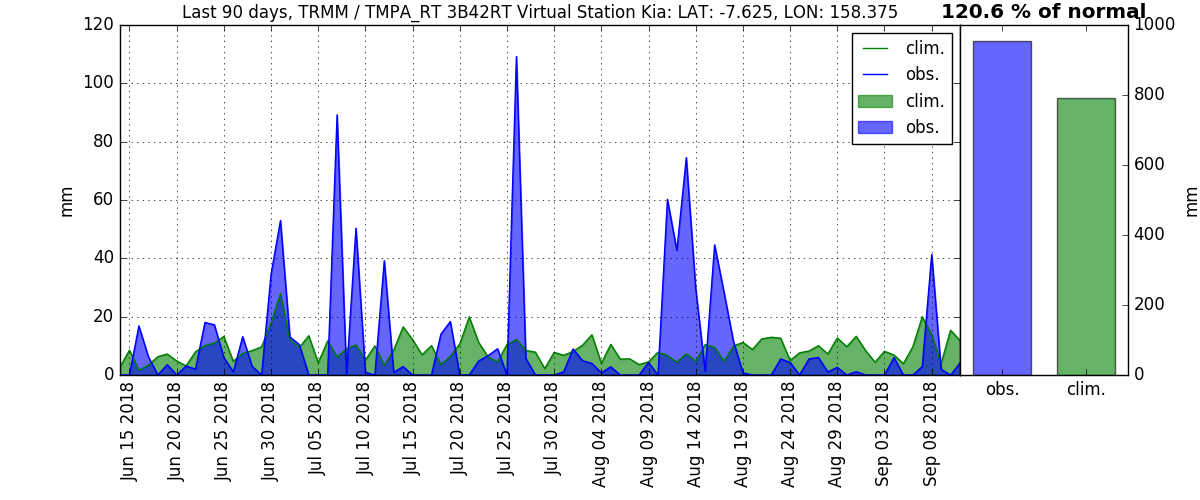 Last 90 days, TRMM / TMPA_RT 3B42RT Virtual Station Kia: LAT: -7.625, LON: 158.375
120.6 % of normal
120
100
80
60
40
20
0
mm
clim.
obs.
clim.
obs.
1000
800
600
400
200
0
mm
obs.
clim.
Jun 15 2018
Jun 20 2018
Jun 25 2018
Jun 30 2018
Jul 05 2018
Jul 10 2018
Jul 15 2018
Jul 20 2018
Jul 25 2018
Jul 30 2018
Aug 04 2018
Aug 09 2018
Aug 14 2018
Aug 19 2018
Aug 24 2018
Aug 29 2018
Sep 03 2018
Sep 08 2018